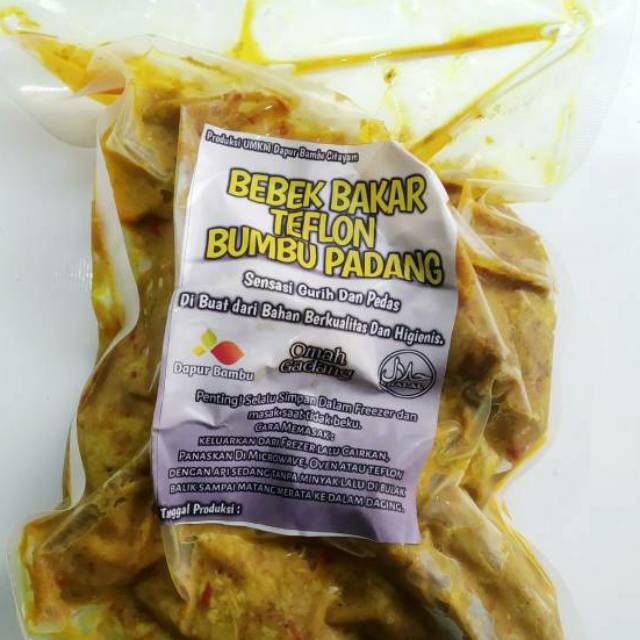 Produksi UMKM Dapur Bambu Citayam
BEBEK BAKAR
TEFLON
BUMBU PADANG
Sensasi Gurih Dan Pedas
Di Buat dari Bahan Berkualitas Dan Higienis.
Dapur Bambu
Omah
Gadang
حلال
HALAL
Penting! Selalu Simpan Dalam Freezer dan
masak saat tidak beku.
CARA MEMASAK:
KELUARKAN DARI FREZER LALU CAIRKAN,
PANASKAN DI MICROWAVE, OVEN ATAU TEFLON
DENGAN API SEDANG TANPA MINYAK LALU DI BULAK
BALIK SAMPAI MATANG MERATA KE DALAM DAGING.
Tanggal Produksi :